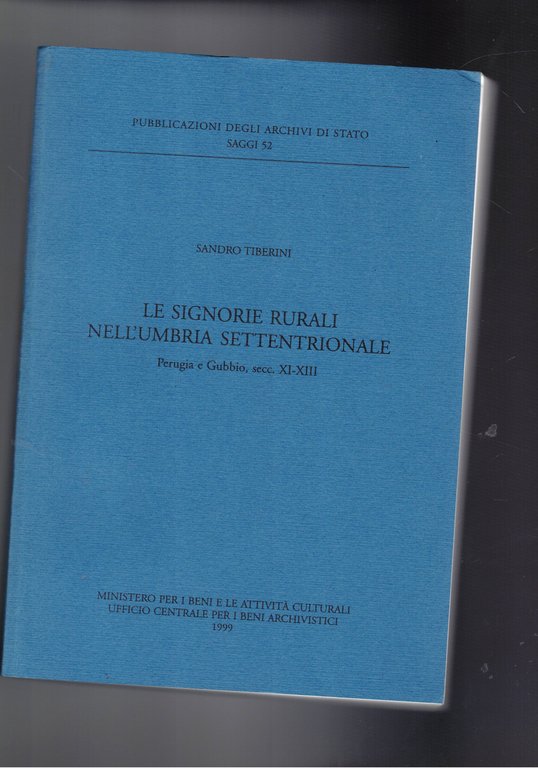 PUBBLICAZIONI DEGLI ARCHIVI DI STATO
SAGGI 52
SANDRO TIBERINI
LE SIGNORIE RURALI
NELL'UMBRIA SETTENTRIONALE
Perugia e Gubbio, secc. XI-XIII
MINISTERO PER I BENI E LE ATTIVITÀ CULTURALI
UFFICIO CENTRALE PER I BENI ARCHIVISTICI
1999